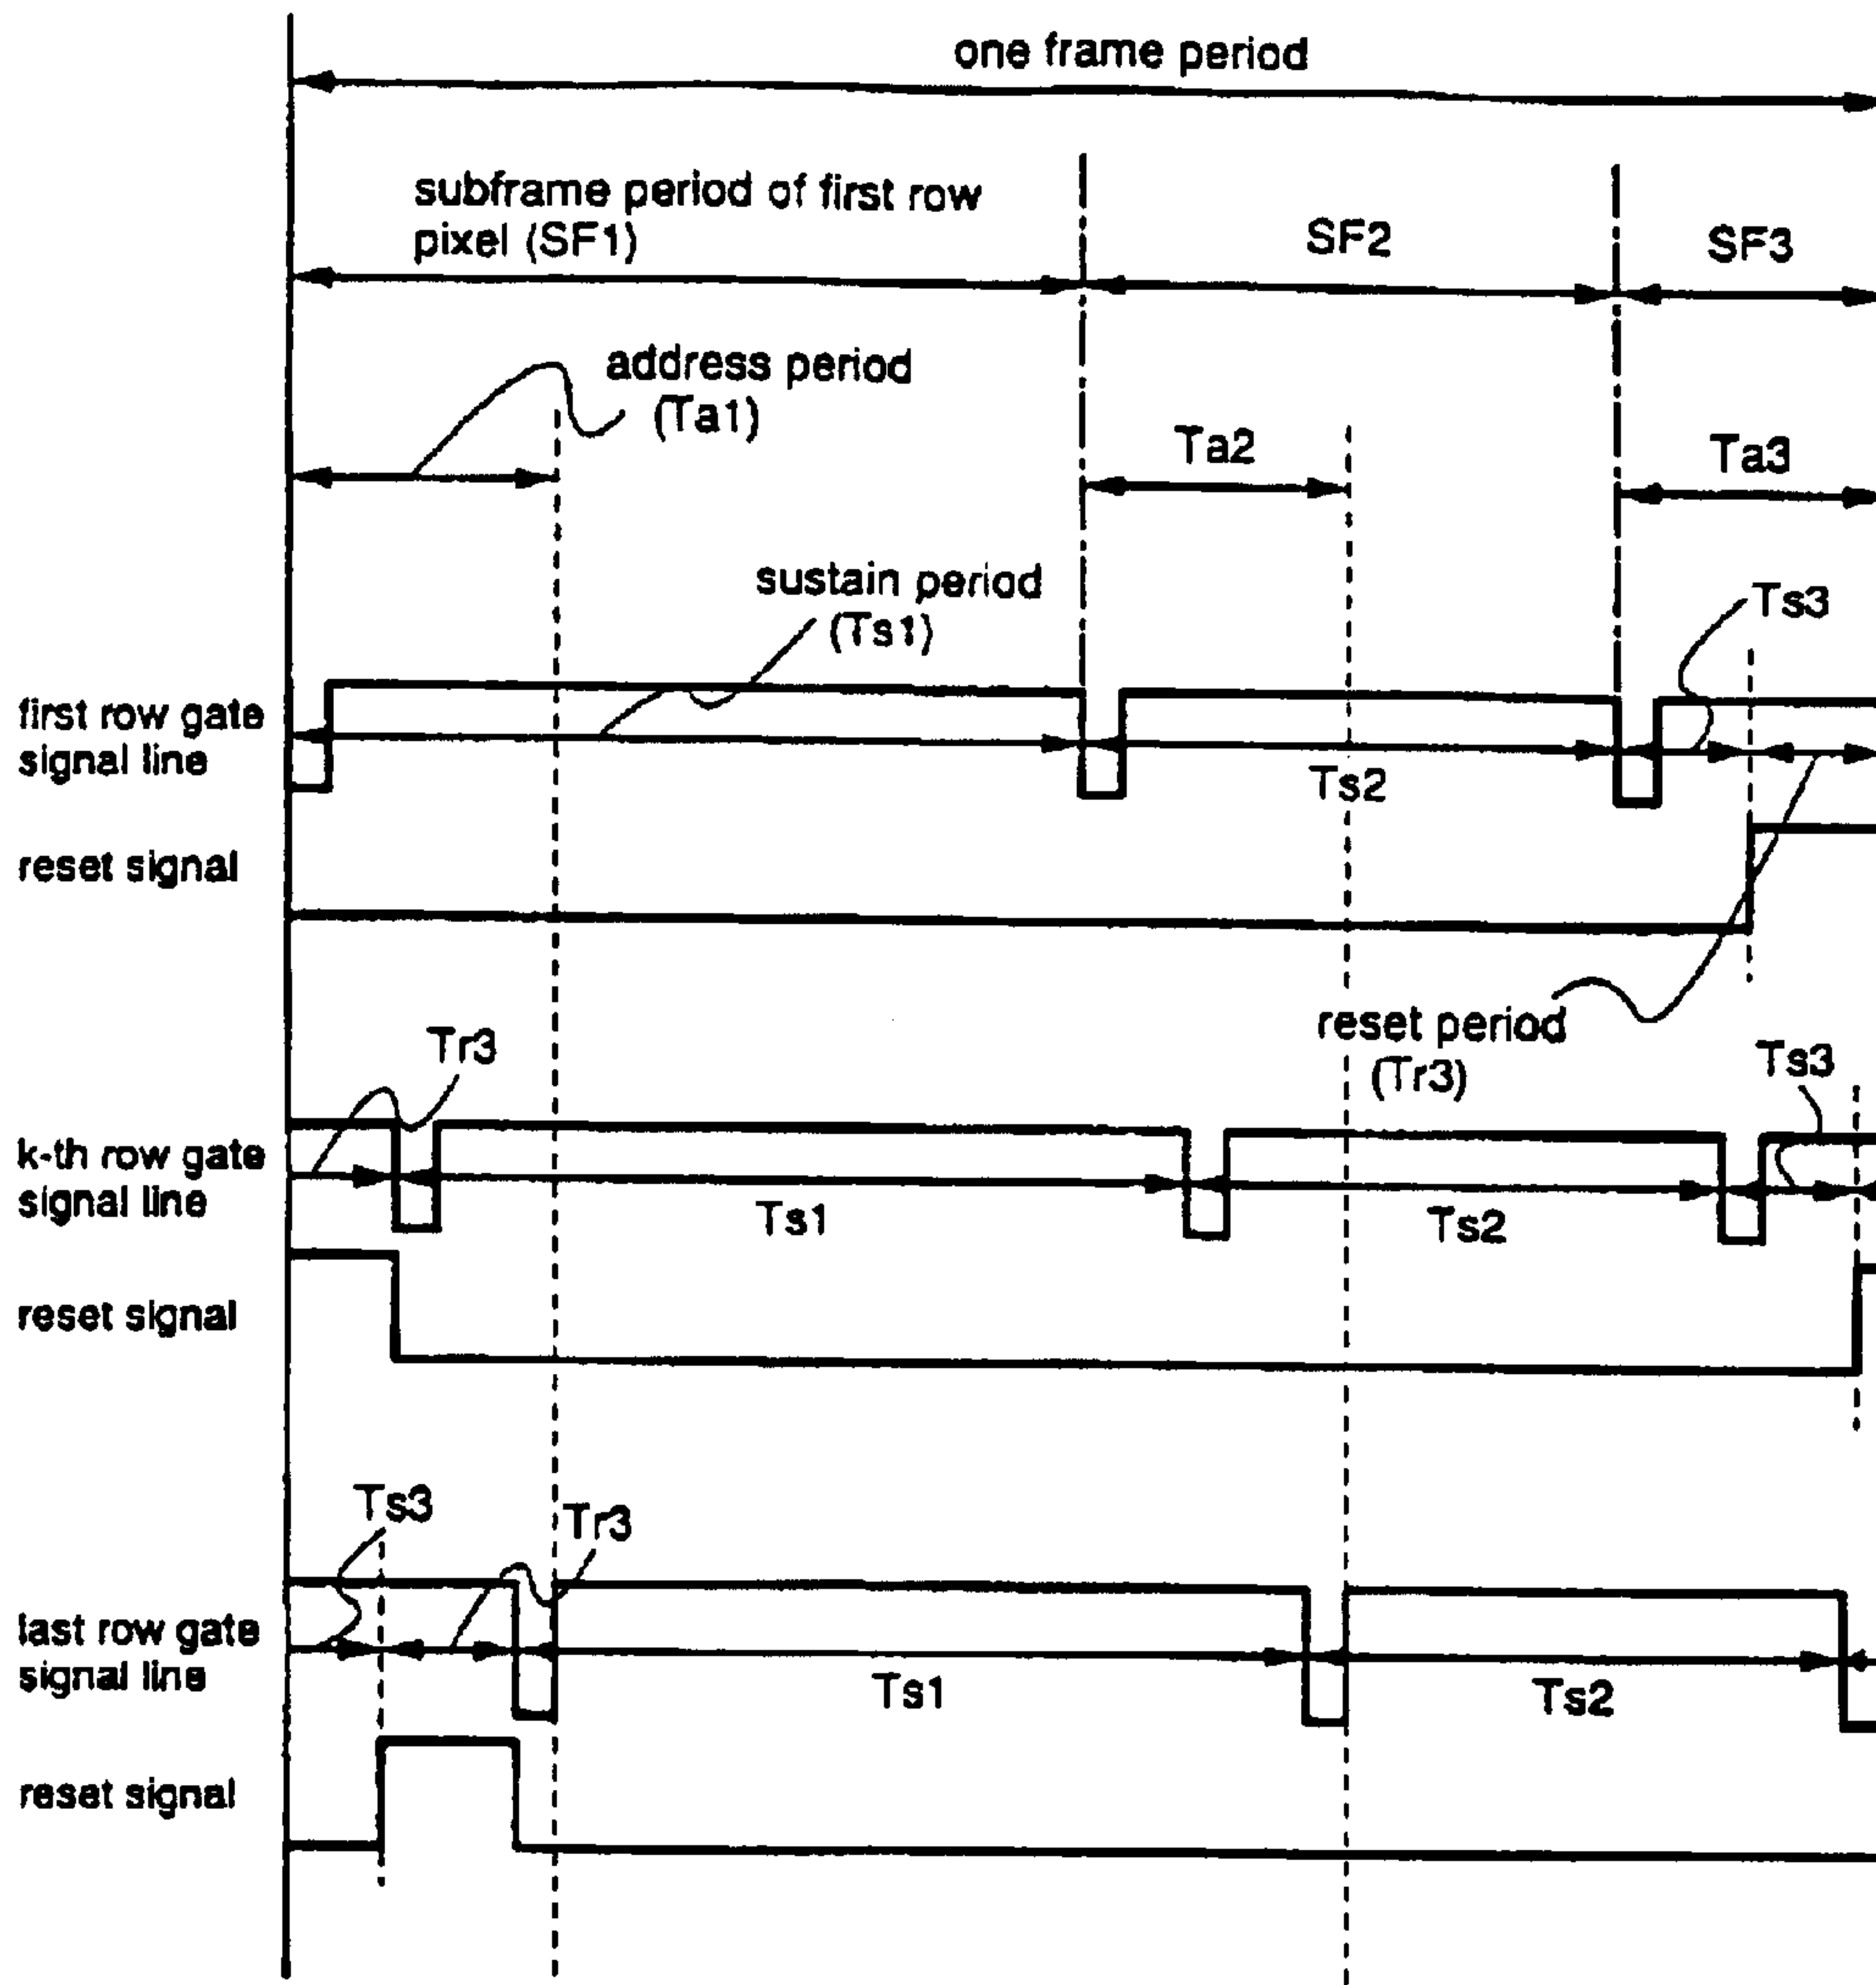 one frame period
subframe period of first row
pixel (SF1)
SF2
SF3
address period
(Ta1)
Ta2
Ta3
sustain period
(Ts1)
Ts3
first row gate
signal line
Ts2
reset signal
reset period
(Tr3)
Tr3
Ts3
k-th row gate
signal line
Ts1
Ts2
reset signal
Ts3
Tr3
last row gate
signal line
Ts1
Ts2
reset signal